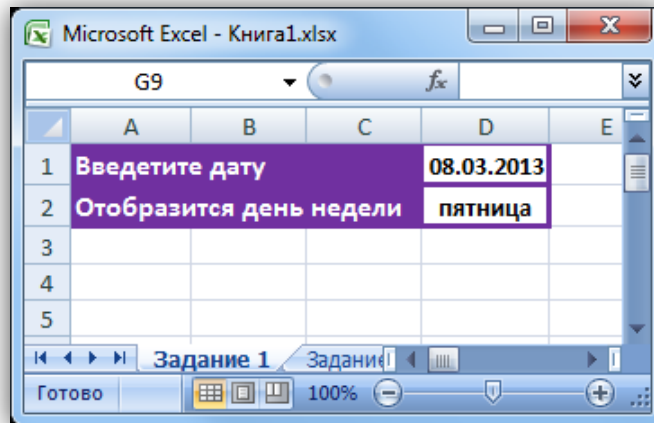 Microsoft Excel - Книга1.xlsx
G9 fx
A B C D E
1 Введетите дату 08.03.2013
2 Отобразится день недели пятница
3
4
5
Задание 1 Задание
Готово 100%